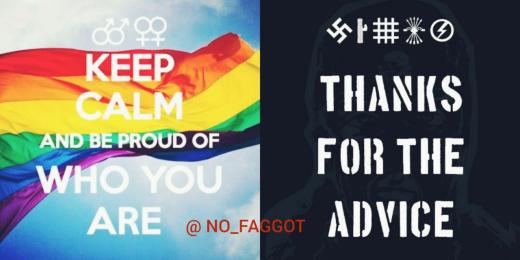 KEEP
CALM
AND BE PROUD OF
WHO YOU
ARE
THANKS
FOR THE
ADVICE
@ NO_FAGGOT